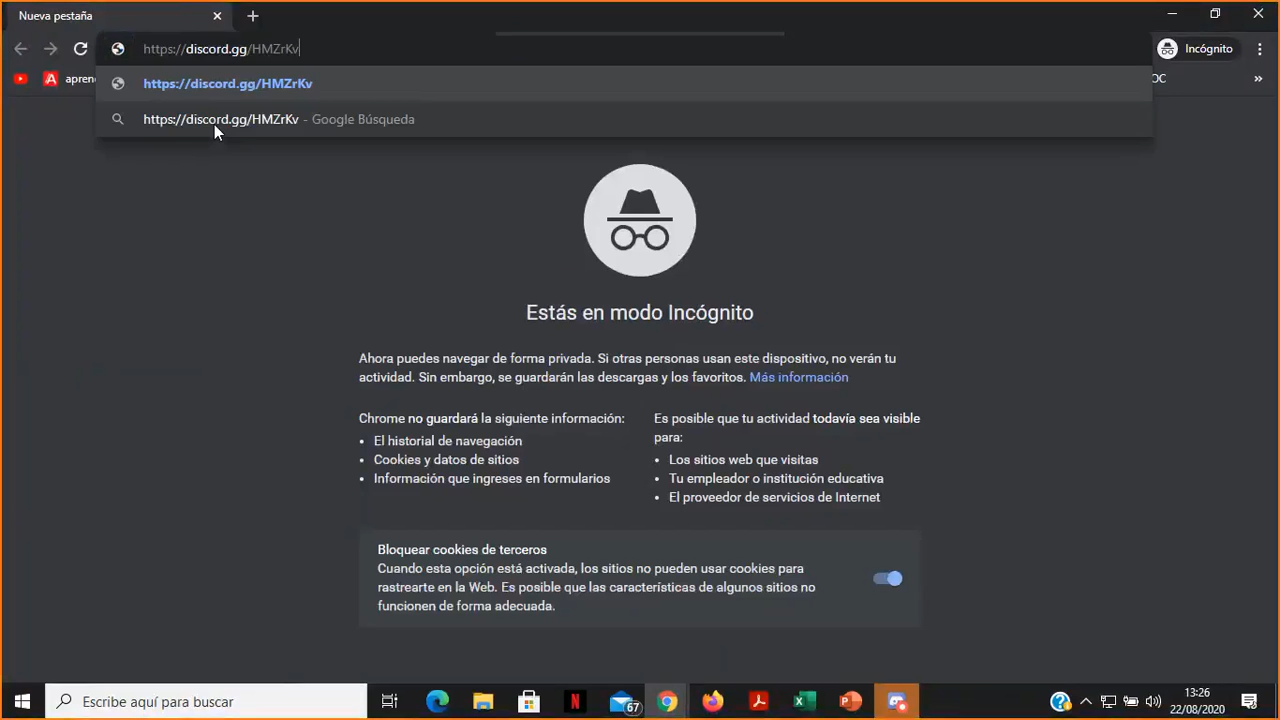 Nueva pestaña
https://discord.gg/HMZrKv
Incógnito
apren
OC
https://discord.gg/HMZrKv
https://discord.gg/HMZrKv - Google Búsqueda
Estás en modo Incógnito
Ahora puedes navegar de forma privada. Si otras personas usan este dispositivo, no verán tu
actividad. Sin embargo, se guardarán las descargas y los favoritos. Más información
Chrome no guardará la siguiente información:
• El historial de navegación
• Cookies y datos de sitios
• Información que ingreses en formularios
Es posible que tu actividad todavía sea visible
para:
• Los sitios web que visitas
• Tu empleador o institución educativa
• El proveedor de servicios de Internet
Bloquear cookies de terceros
Cuando esta opción está activada, los sitios no pueden usar cookies para
rastrearte en la Web. Es posible que las características de algunos sitios no
funcionen de forma adecuada.
Escribe aquí para buscar
67
13:26
22/08/2020